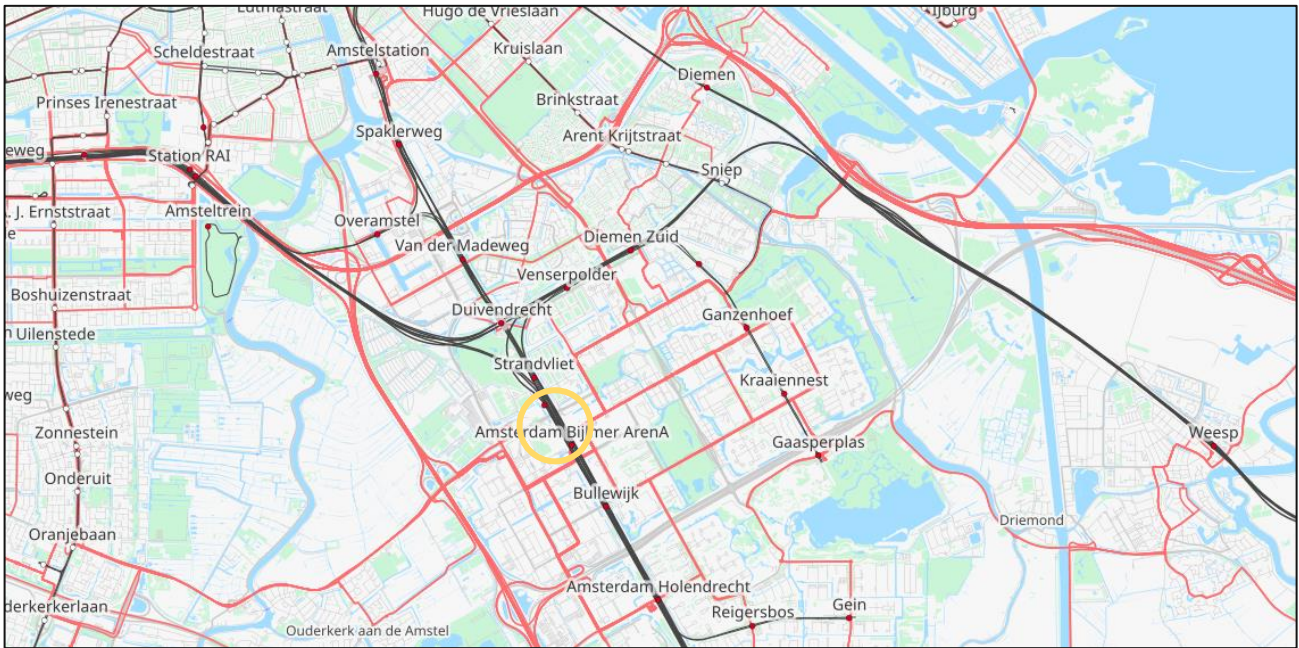 Lutmastraat
Hugo de Vrieslaan
IJburg
Scheldestraat
Amstelstation
Kruislaan
Diemen
Prinses Irenestraat
Brinkstraat
Spaklerweg
Arent Krijtstraat
eweg
Station RAI
Sniep
. J. Ernststraat
Amsteltrein
e
Overamstel
Van der Madeweg
Diemen Zuid
Venserpolder
Boshuizenstraat
Duivendrecht
Ganzenhoef
Uilenstede
Strandvliet
Kraaiennest
weg
Zonnestein
Amsterdam Bijlmer ArenA
Gaasperplas
Weesp
Onderuit
Bullewijk
Driemond
Oranjebaan
Amsterdam Holendrecht
derkerkerlaan
Reigersbos
Gein
Ouderkerk aan de Amstel